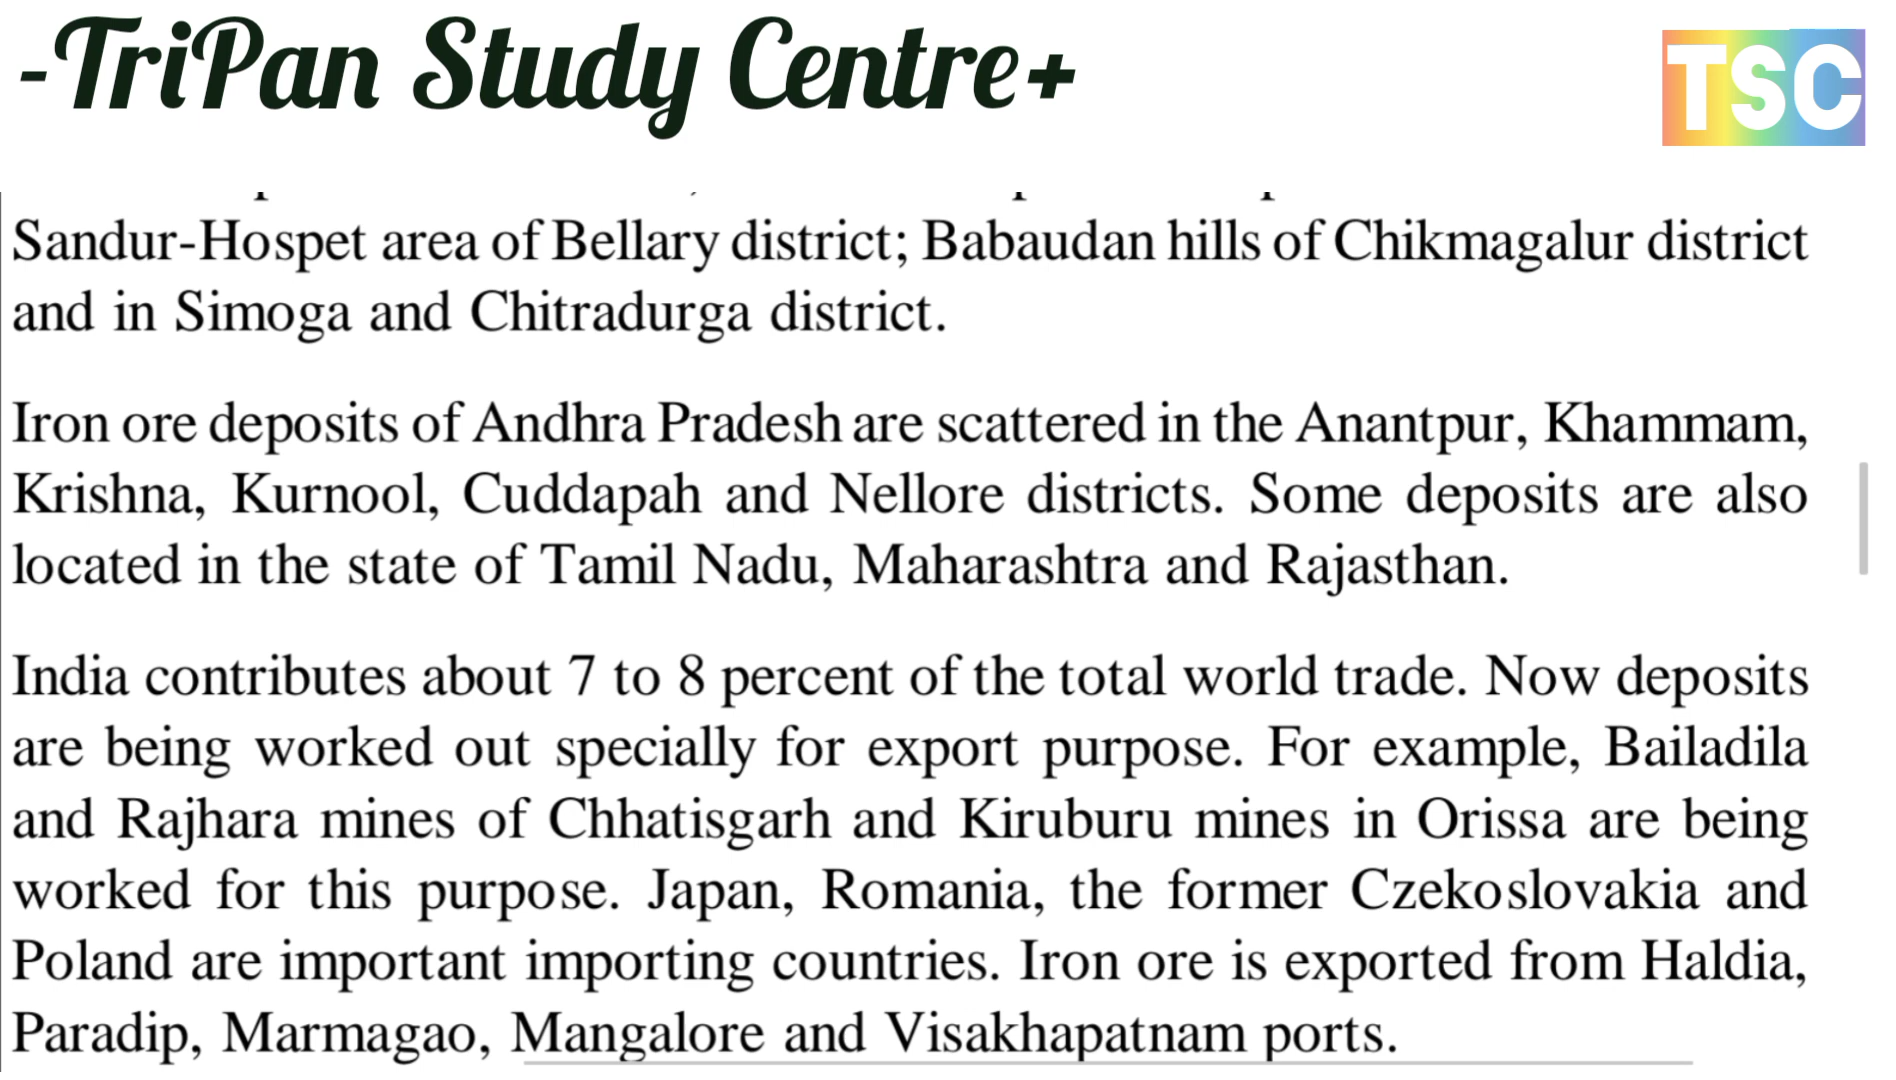 -TriPan Study Centre+
TSC
Sandur-Hospet area of Bellary district; Babaudan hills of Chikmagalur district
and in Simoga and Chitradurga district.
Iron ore deposits of Andhra Pradesh are scattered in the Anantpur, Khammam,
Krishna, Kurnool, Cuddapah and Nellore districts. Some deposits are also
located in the state of Tamil Nadu, Maharashtra and Rajasthan.
India contributes about 7 to 8 percent of the total world trade. Now deposits
are being worked out specially for export purpose. For example, Bailadila
and Rajhara mines of Chhatisgarh and Kiruburu mines in Orissa are being
worked for this purpose. Japan, Romania, the former Czekoslovakia and
Poland are important importing countries. Iron ore is exported from Haldia,
Paradip, Marmagao, Mangalore and Visakhapatnam ports.